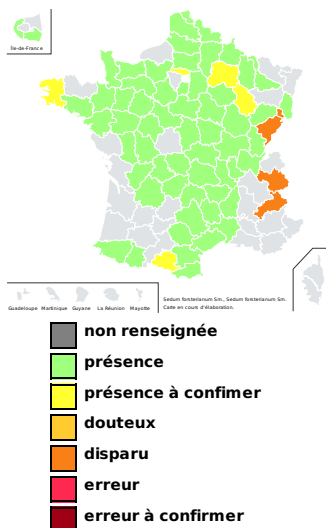 Île-de-France
Guadeloupe Martinique Guyane La Réunion Mayotte
Sedum forsterianum Sm., Sedum forsterianum Sm.
Carte en cours d'élaboration.
non renseignée
présence
présence à confimer
douteux
disparu
erreur
erreur à confirmer